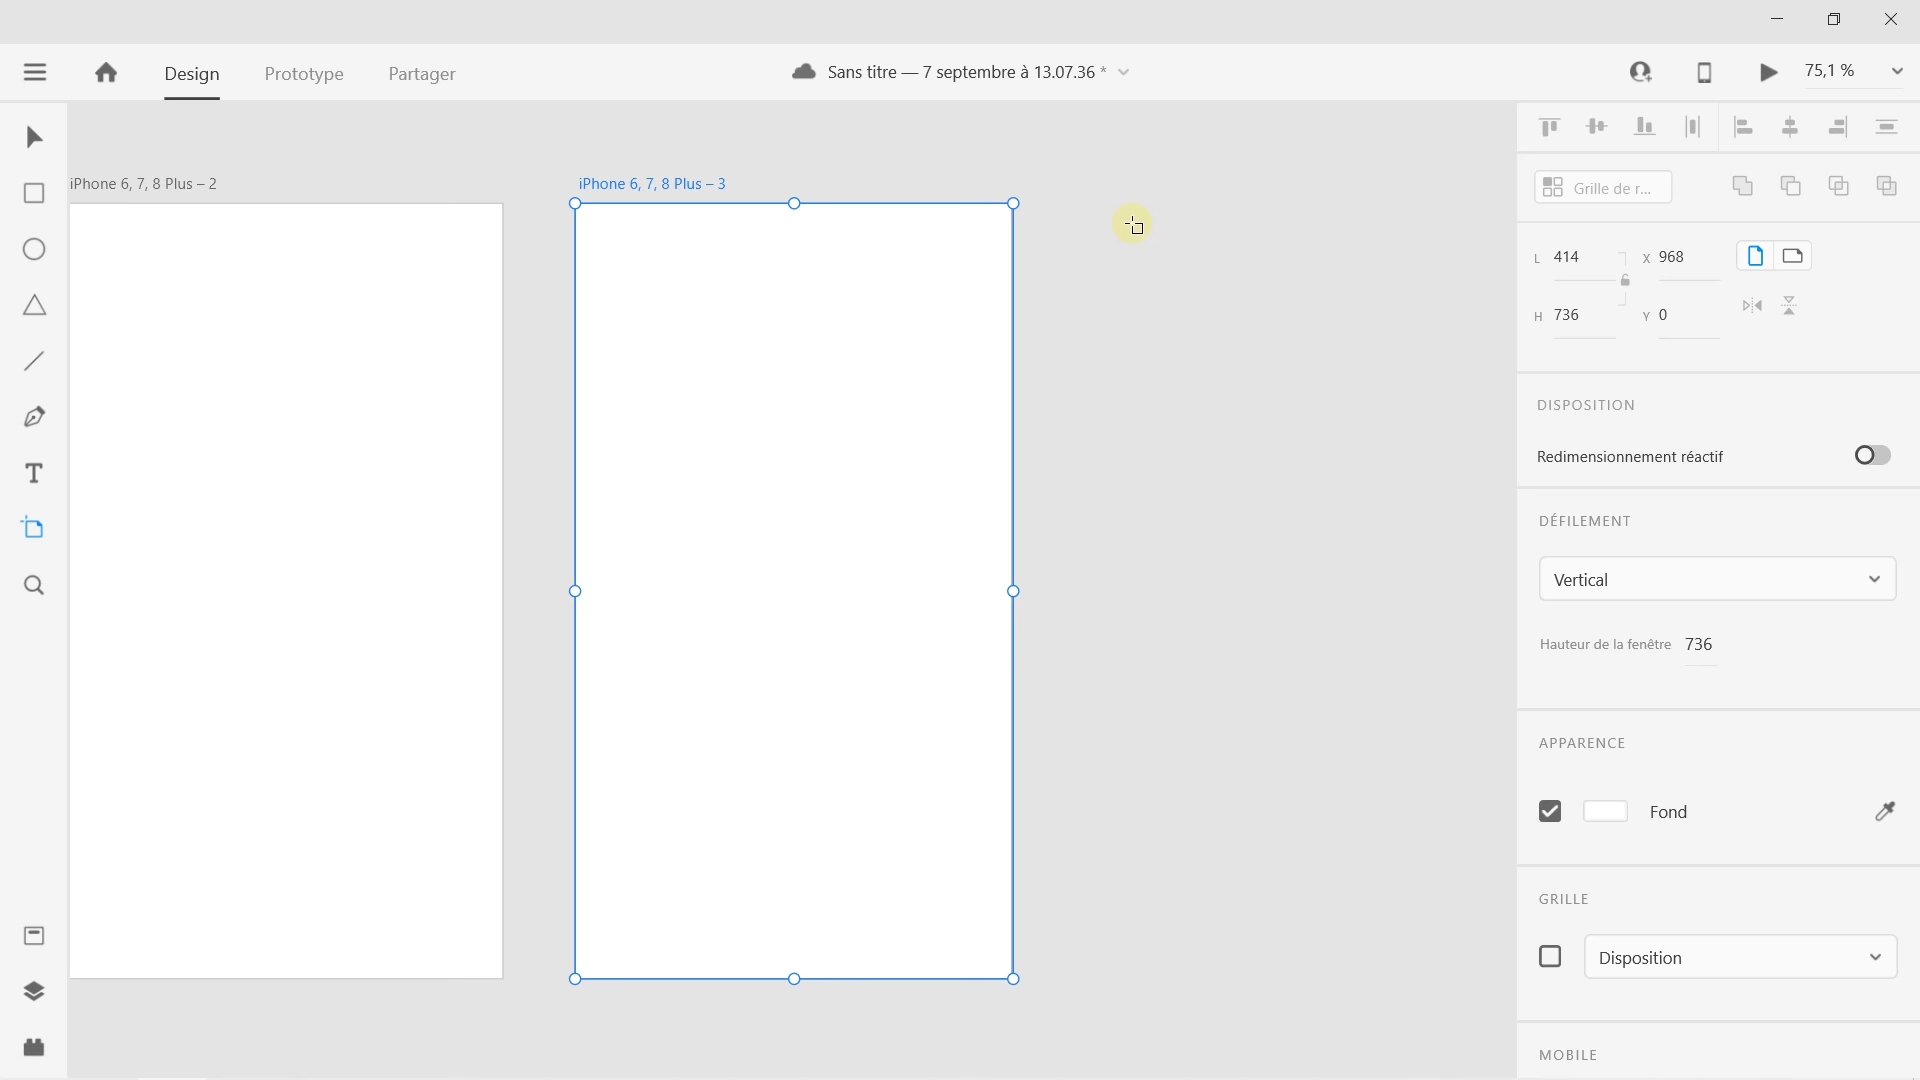 Design
Prototype
Partager
Sans titre — 7 septembre à 13.07.36 *
75,1 %
iPhone 6, 7, 8 Plus – 2
iPhone 6, 7, 8 Plus – 3
Grille de r...
L 414
X 968
H 736
Y 0
DISPOSITION
Redimensionnement réactif
DÉFILEMENT
Vertical
Hauteur de la fenêtre 736
APPARENCE
Fond
GRILLE
Disposition
MOBILE